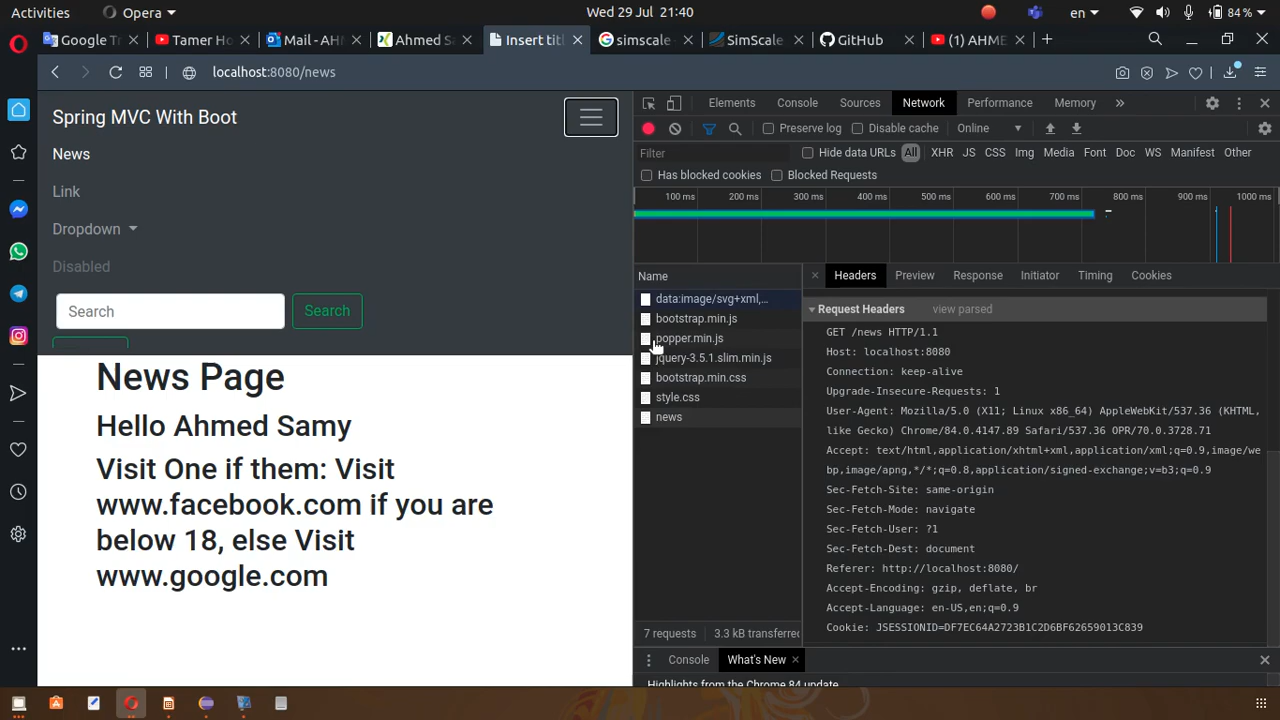 Activities Opera Wed 29 Jul 21:40 en 84 %
Google Tr Tamer Ho Mail - AHM Ahmed Sa Insert titl simscale - SimScale GitHub (1) AHME
localhost:8080/news
Spring MVC With Boot
News
Link
Dropdown
Disabled
Search Search
News Page
Hello Ahmed Samy
Visit One if them: Visit
www.facebook.com if you are
below 18, else Visit
www.google.com
Elements Console Sources Network Performance Memory »
Preserve log Disable cache Online
Filter Hide data URLs All XHR JS CSS Img Media Font Doc WS Manifest Other
Has blocked cookies Blocked Requests
100 ms 200 ms 300 ms 400 ms 500 ms 600 ms 700 ms 800 ms 900 ms 1000 ms
Name
data:image/svg+xml,...
bootstrap.min.js
popper.min.js
jquery-3.5.1.slim.min.js
bootstrap.min.css
style.css
news
7 requests 3.3 kB transferred
Headers Preview Response Initiator Timing Cookies
Request Headers view parsed
GET /news HTTP/1.1
Host: localhost:8080
Connection: keep-alive
Upgrade-Insecure-Requests: 1
User-Agent: Mozilla/5.0 (X11; Linux x86_64) AppleWebKit/537.36 (KHTML,
like Gecko) Chrome/84.0.4147.89 Safari/537.36 OPR/70.0.3728.71
Accept: text/html,application/xhtml+xml,application/xml;q=0.9,image/we
bp,image/apng,*/*;q=0.8,application/signed-exchange;v=b3;q=0.9
Sec-Fetch-Site: same-origin
Sec-Fetch-Mode: navigate
Sec-Fetch-User: ?1
Sec-Fetch-Dest: document
Referer: http://localhost:8080/
Accept-Encoding: gzip, deflate, br
Accept-Language: en-US,en;q=0.9
Cookie: JSESSIONID=DF7EC64A2723B1C2D6BF62659013C839
Console What's New
Highlights from the Chrome 84 update